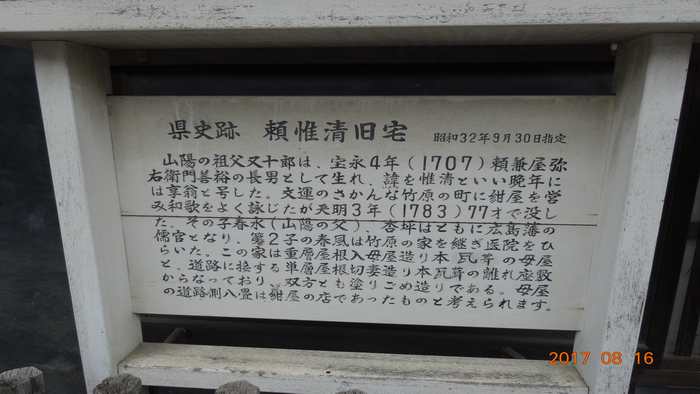 県史跡 頼惟清旧宅 昭和32年9月30日指定
山陽の祖父又十郎は、宝永4年(1707)頼兼屋弥
右衛門善祐の長男として生れ、諱を惟清といい晩年に
は享翁と号した。文運のさかんな竹原の町に紺屋を営
み和歌をよく詠じたが天明3年(1783)77才で没し
た。その子春水(山陽の父)、杏坪はともに広島藩の
儒官となり、第2子の春風は竹原の家を継ぎ医院をひ
らいた。この家は重層屋根入母屋造り本瓦葺の母屋
と、道路に接する単層屋根切妻造り本瓦葺の離れ座敷
からなっており、双方とも塗りごめ造りである。母屋
の道路側八畳は紺屋の店であったものと考えられます。
2017 08 16